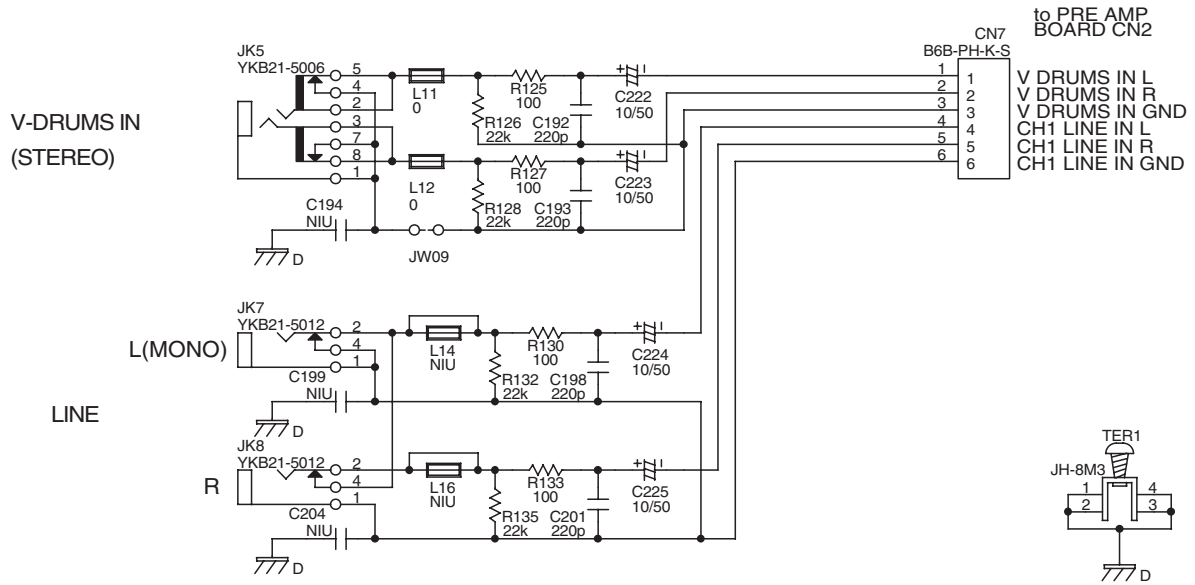 to PRE AMP
BOARD CN2
CN7
B6B-PH-K-S
JK5
YKB21-5006
V-DRUMS IN
(STEREO)
5
4
2
3
7
8
1
L11
0
R125
100
R126
22k
C192
220p
C222
10/50
+ -
L12
0
R127
100
R128
22k
C193
220p
C223
10/50
+ -
C194
NIU
JW09
D
1 1 V DRUMS IN L
2 2 V DRUMS IN R
3 3 V DRUMS IN GND
4 4 CH1 LINE IN L
5 5 CH1 LINE IN R
6 6 CH1 LINE IN GND
JK7
YKB21-5012
L(MONO)
2
4
1
L14
NIU
R130
100
R132
22k
C198
220p
C224
10/50
+ -
C199
NIU
D
LINE
JK8
YKB21-5012
R
2
4
1
L16
NIU
R133
100
R135
22k
C201
220p
C225
10/50
+ -
C204
NIU
D
TER1
JH-8M3
1 4
2 3
D